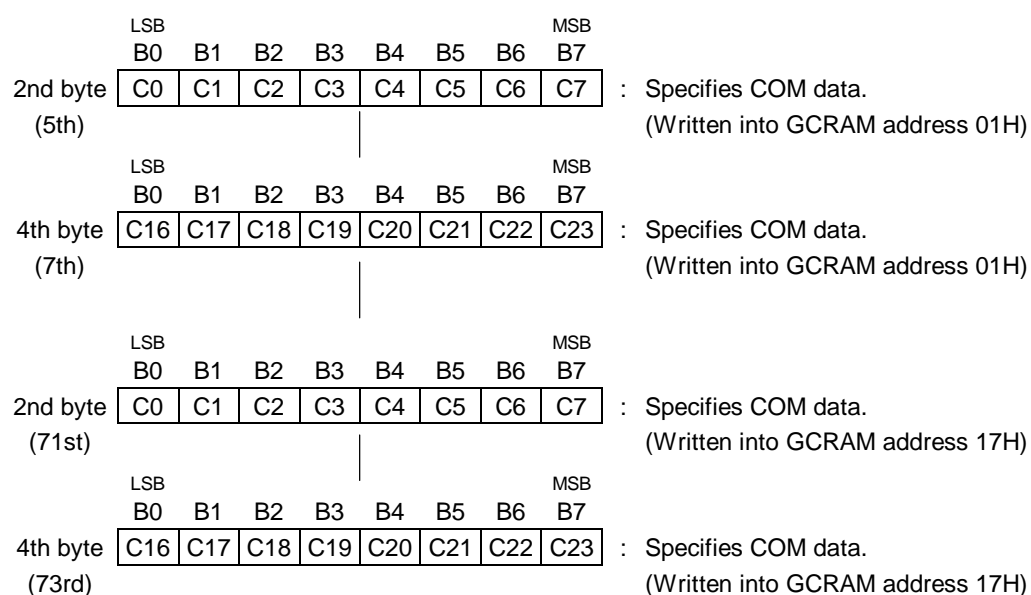 LSB MSB
B0 B1 B2 B3 B4 B5 B6 B7
2nd byte C0 C1 C2 C3 C4 C5 C6 C7 : Specifies COM data.
(5th) (Written into GCRAM address 01H)
LSB MSB
B0 B1 B2 B3 B4 B5 B6 B7
4th byte C16 C17 C18 C19 C20 C21 C22 C23 : Specifies COM data.
(7th) (Written into GCRAM address 01H)
LSB MSB
B0 B1 B2 B3 B4 B5 B6 B7
2nd byte C0 C1 C2 C3 C4 C5 C6 C7 : Specifies COM data.
(71st) (Written into GCRAM address 17H)
LSB MSB
B0 B1 B2 B3 B4 B5 B6 B7
4th byte C16 C17 C18 C19 C20 C21 C22 C23 : Specifies COM data.
(73rd) (Written into GCRAM address 17H)